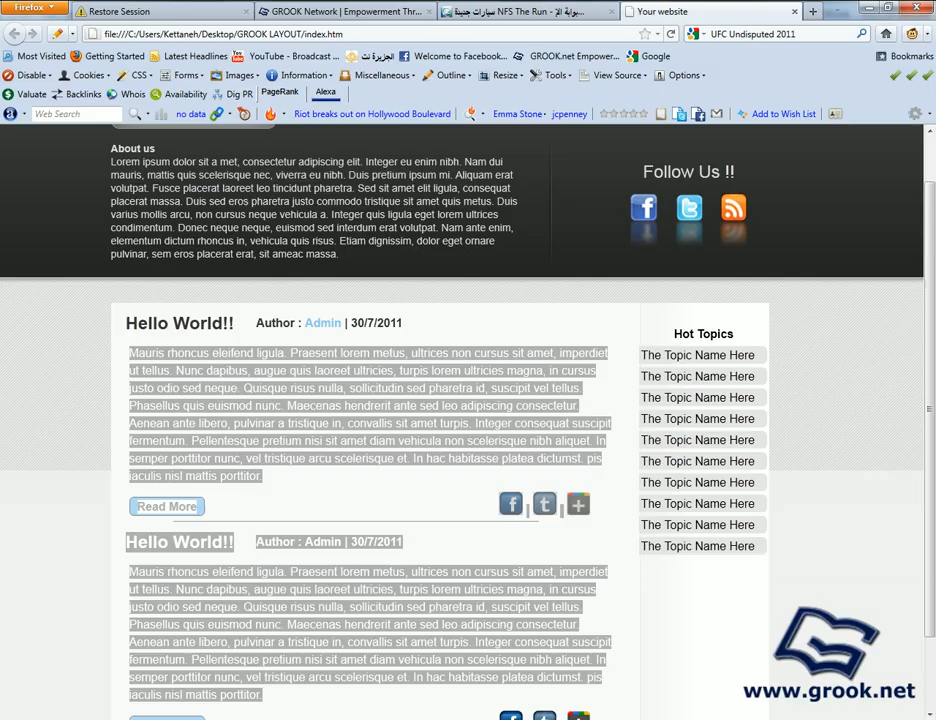 Firefox
Restore Session
GROOK Network | Empowerment Thr...
بوابة الإ - NFS The Run - سيارات جديدة...
Your website
file:///C:/Users/Kettaneh/Desktop/GROOK LAYOUT/index.htm
UFC Undisputed 2011
Most Visited
Getting Started
Latest Headlines
YouTube - Broadcast ...
الجزيرة نت
Welcome to Facebook...
GROOK.net Empower...
Google
Bookmarks
Disable
Cookies
CSS
Forms
Images
Information
Miscellaneous
Outline
Resize
Tools
View Source
Options
Valuate
Backlinks
Whois
Availability
Dig PR
PageRank
Alexa
Web Search
no data
Riot breaks out on Hollywood Boulevard
Emma Stone
jcpenney
Add to Wish List
About us
Lorem ipsum dolor sit a met, consectetur adipiscing elit. Integer eu enim nibh. Nam dui
mauris, mattis quis scelerisque nec, viverra eu nibh. Duis pretium ipsum mi. Aliquam erat
volutpat. Fusce placerat laoreet leo tincidunt pharetra. Sed sit amet elit ligula, consequat
placerat massa. Duis sed eros pharetra justo commodo tristique sit amet quis metus. Duis
varius mollis arcu, non cursus neque vehicula a. Integer quis ligula eget lorem ultrices
condimentum. Donec neque neque, euismod sed interdum erat volutpat. Nam ante enim,
elementum dictum rhoncus in, vehicula quis risus. Etiam dignissim, dolor eget ornare
pulvinar, sem eros placerat erat, sit ameac massa.
Follow Us !!
Hello World!!
Author : Admin | 30/7/2011
Mauris rhoncus eleifend ligula. Praesent lorem metus, ultrices non cursus sit amet, imperdiet
ut tellus. Nunc dapibus, augue quis laoreet ultricies, turpis lorem ultricies magna, in cursus
justo odio sed neque. Quisque risus nulla, sollicitudin sed pharetra id, suscipit vel tellus.
Phasellus quis euismod nunc. Maecenas hendrerit ante sed leo adipiscing consectetur.
Aenean ante libero, pulvinar a tristique in, convallis sit amet turpis. Integer consequat suscipit
fermentum. Pellentesque pretium nisi sit amet diam vehicula non scelerisque nibh aliquet. In
semper porttitor nunc, vel tristique arcu scelerisque et. In hac habitasse platea dictumst. pis
iaculis nisl mattis porttitor.
Read More
f | t | +
Hello World!!
Author : Admin | 30/7/2011
Mauris rhoncus eleifend ligula. Praesent lorem metus, ultrices non cursus sit amet, imperdiet
ut tellus. Nunc dapibus, augue quis laoreet ultricies, turpis lorem ultricies magna, in cursus
justo odio sed neque. Quisque risus nulla, sollicitudin sed pharetra id, suscipit vel tellus.
Phasellus quis euismod nunc. Maecenas hendrerit ante sed leo adipiscing consectetur.
Aenean ante libero, pulvinar a tristique in, convallis sit amet turpis. Integer consequat suscipit
fermentum. Pellentesque pretium nisi sit amet diam vehicula non scelerisque nibh aliquet. In
semper porttitor nunc, vel tristique arcu scelerisque et. In hac habitasse platea dictumst. pis
iaculis nisl mattis porttitor.
Hot Topics
The Topic Name Here
The Topic Name Here
The Topic Name Here
The Topic Name Here
The Topic Name Here
The Topic Name Here
The Topic Name Here
The Topic Name Here
The Topic Name Here
The Topic Name Here
www.grook.net